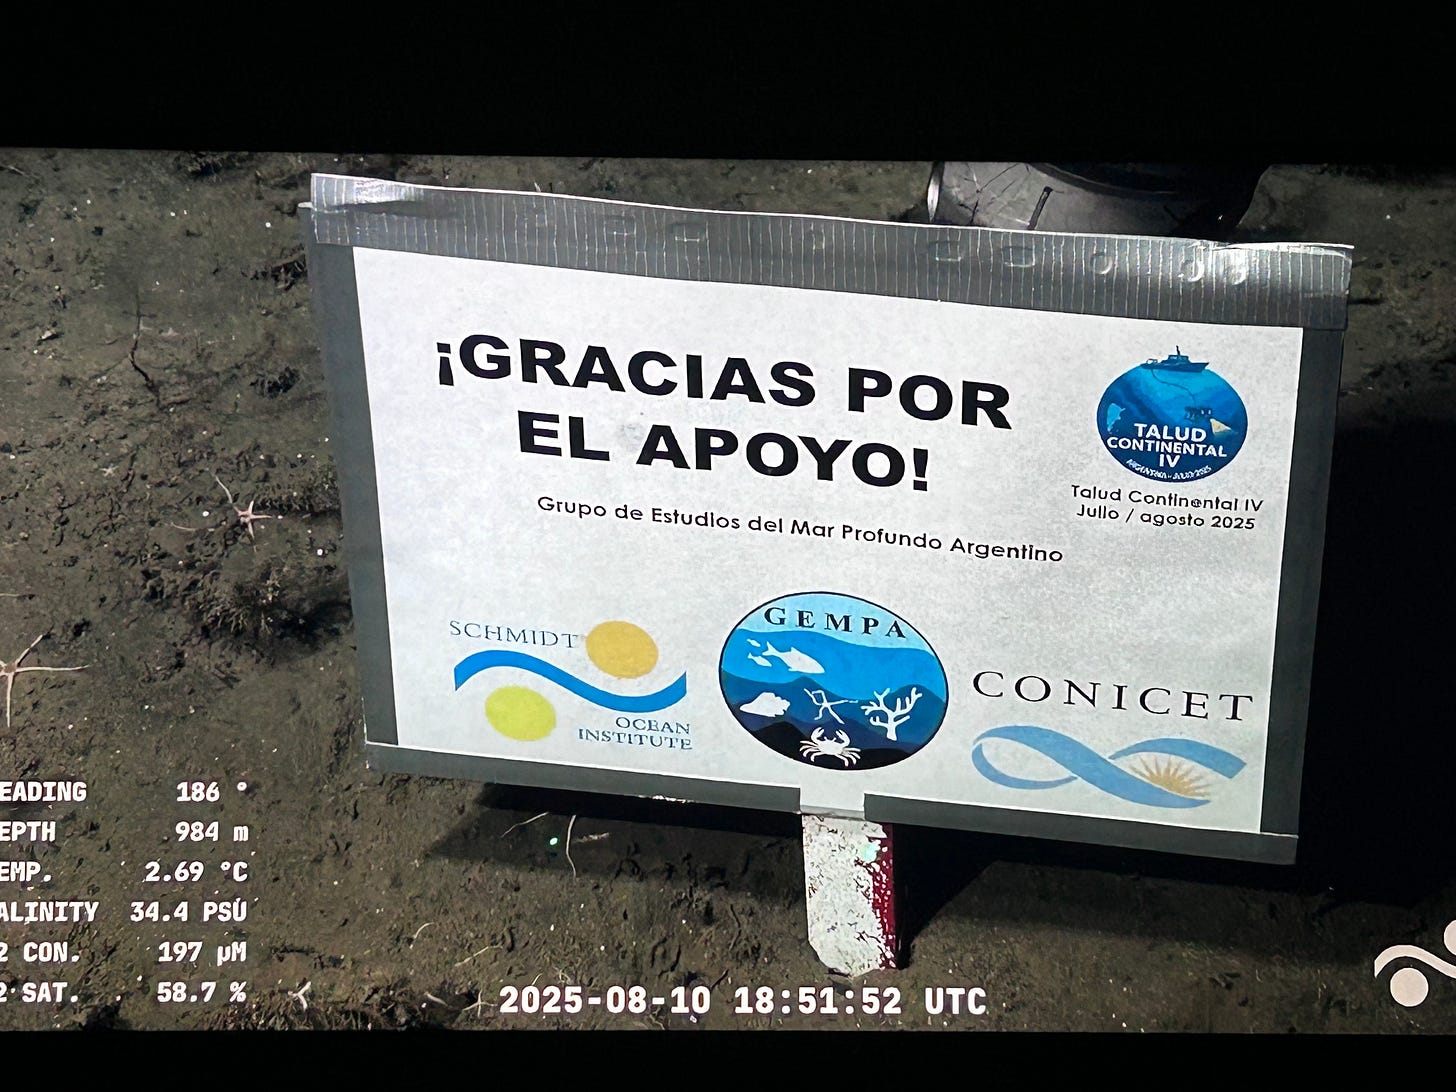 ¡GRACIAS POR
EL APOYO!
Grupo de Estudios del Mar Profundo Argentino
TALUD
CONTINENTAL
IV
Talud Continental IV
Julio / agosto 2025
SCHMIDT
OCEAN
INSTITUTE
GEMPA
CONICET
EADING 186 °
EPTH 984 m
EMP. 2.69 °C
ALINITY 34.4 PSU
2 CON. 197 µM
2 SAT. 58.7 %
2025-08-10 18:51:52 UTC